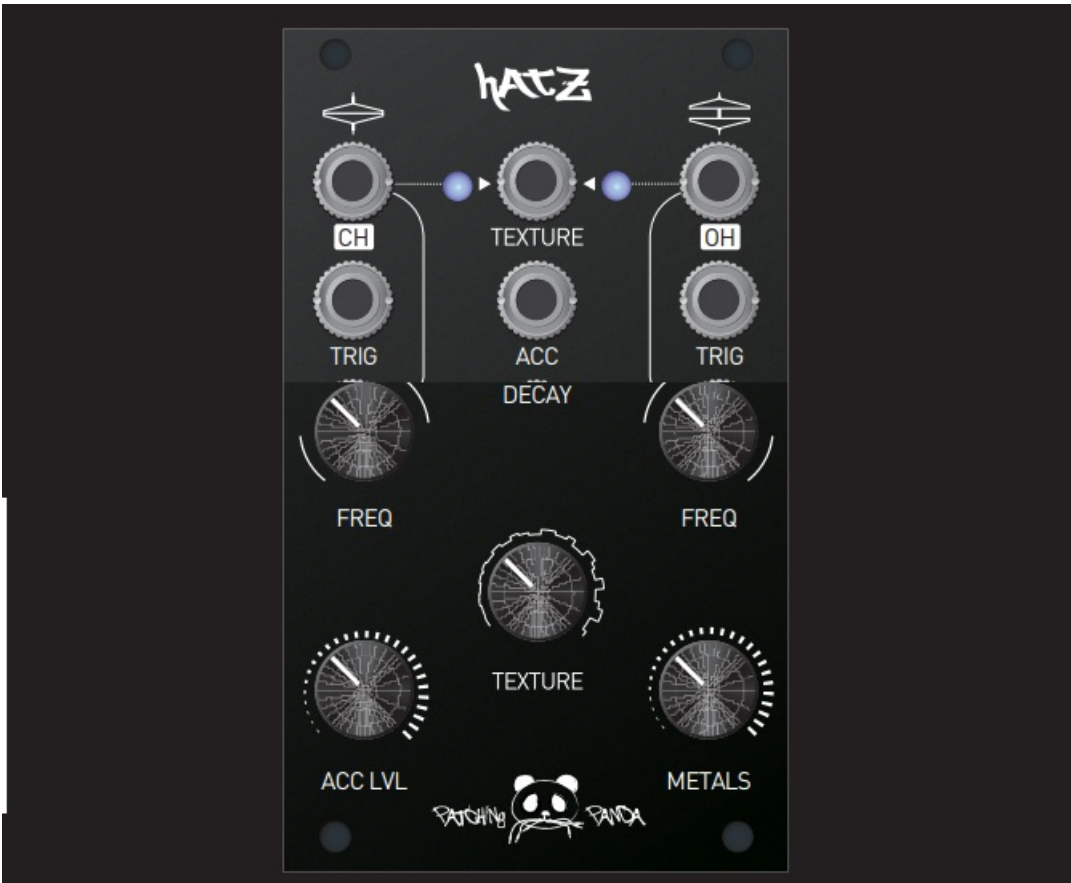 hATZ
CH
TEXTURE
OH
TRIG
ACC
TRIG
DECAY
FREQ
FREQ
TEXTURE
ACC LVL
METALS
PATCHING PANDA